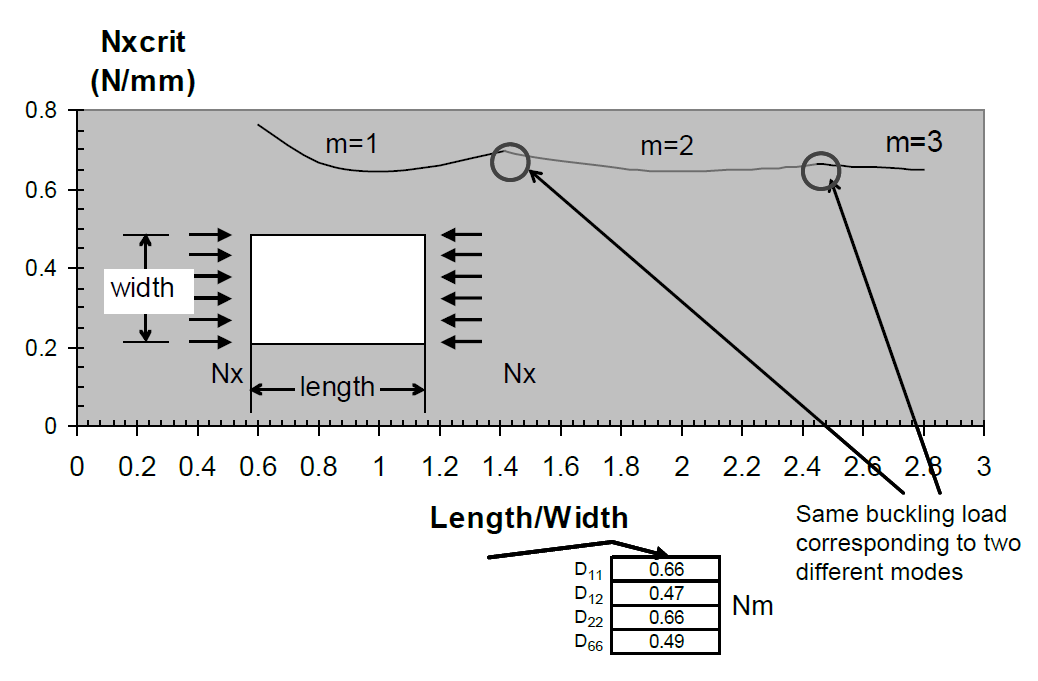 Nxcrit
(N/mm)
0.8
0.6
0.4
0.2
0
m=1
m=2
m=3
width
Nx
length
Nx
0 0.2 0.4 0.6 0.8 1 1.2 1.4 1.6 1.8 2 2.2 2.4 2.6 2.8 3
Length/Width
Same buckling load
corresponding to two
different modes
D11 0.66
D12 0.47
D22 0.66
D66 0.49
Nm